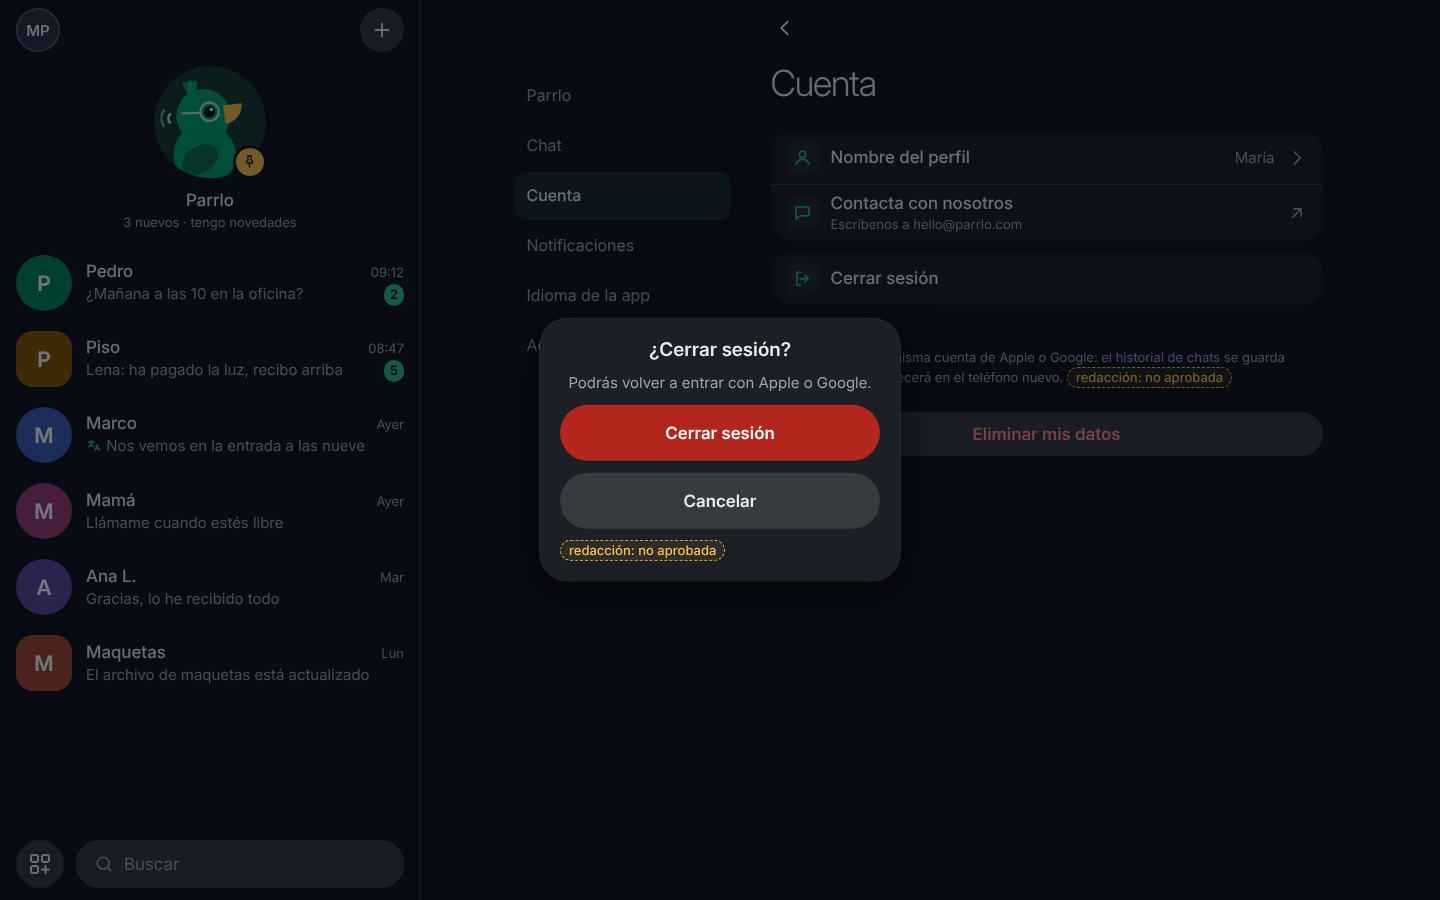 MP
Parrlo
3 nuevos · tengo novedades
Pedro
09:12
¿Mañana a las 10 en la oficina?
2
P
Piso
08:47
Lena: ha pagado la luz, recibo arriba
5
P
Marco
Ayer
Nos vemos en la entrada a las nueve
M
Mamá
Ayer
Llámame cuando estés libre
M
Ana L.
Mar
Gracias, lo he recibido todo
A
Maquetas
Lun
El archivo de maquetas está actualizado
M
Buscar
Parrlo
Chat
Cuenta
Notificaciones
Idioma de la app
Cuenta
Nombre del perfil
María
Contacta con nosotros
Escríbenos a hello@parrlo.com
Cerrar sesión
cuenta de Apple o Google: el historial de chats se guarda
en el teléfono nuevo. redacción: no aprobada
Eliminar mis datos
¿Cerrar sesión?
Podrás volver a entrar con Apple o Google.
Cerrar sesión
Cancelar
redacción: no aprobada